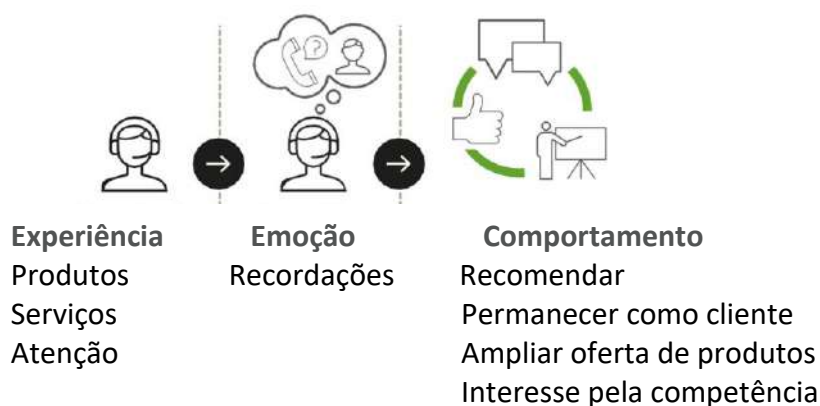 ?
Experiência Emoção Comportamento
Produtos Recordações Recomendar
Serviços Permanecer como cliente
Atenção Ampliar oferta de produtos
Interesse pela competência